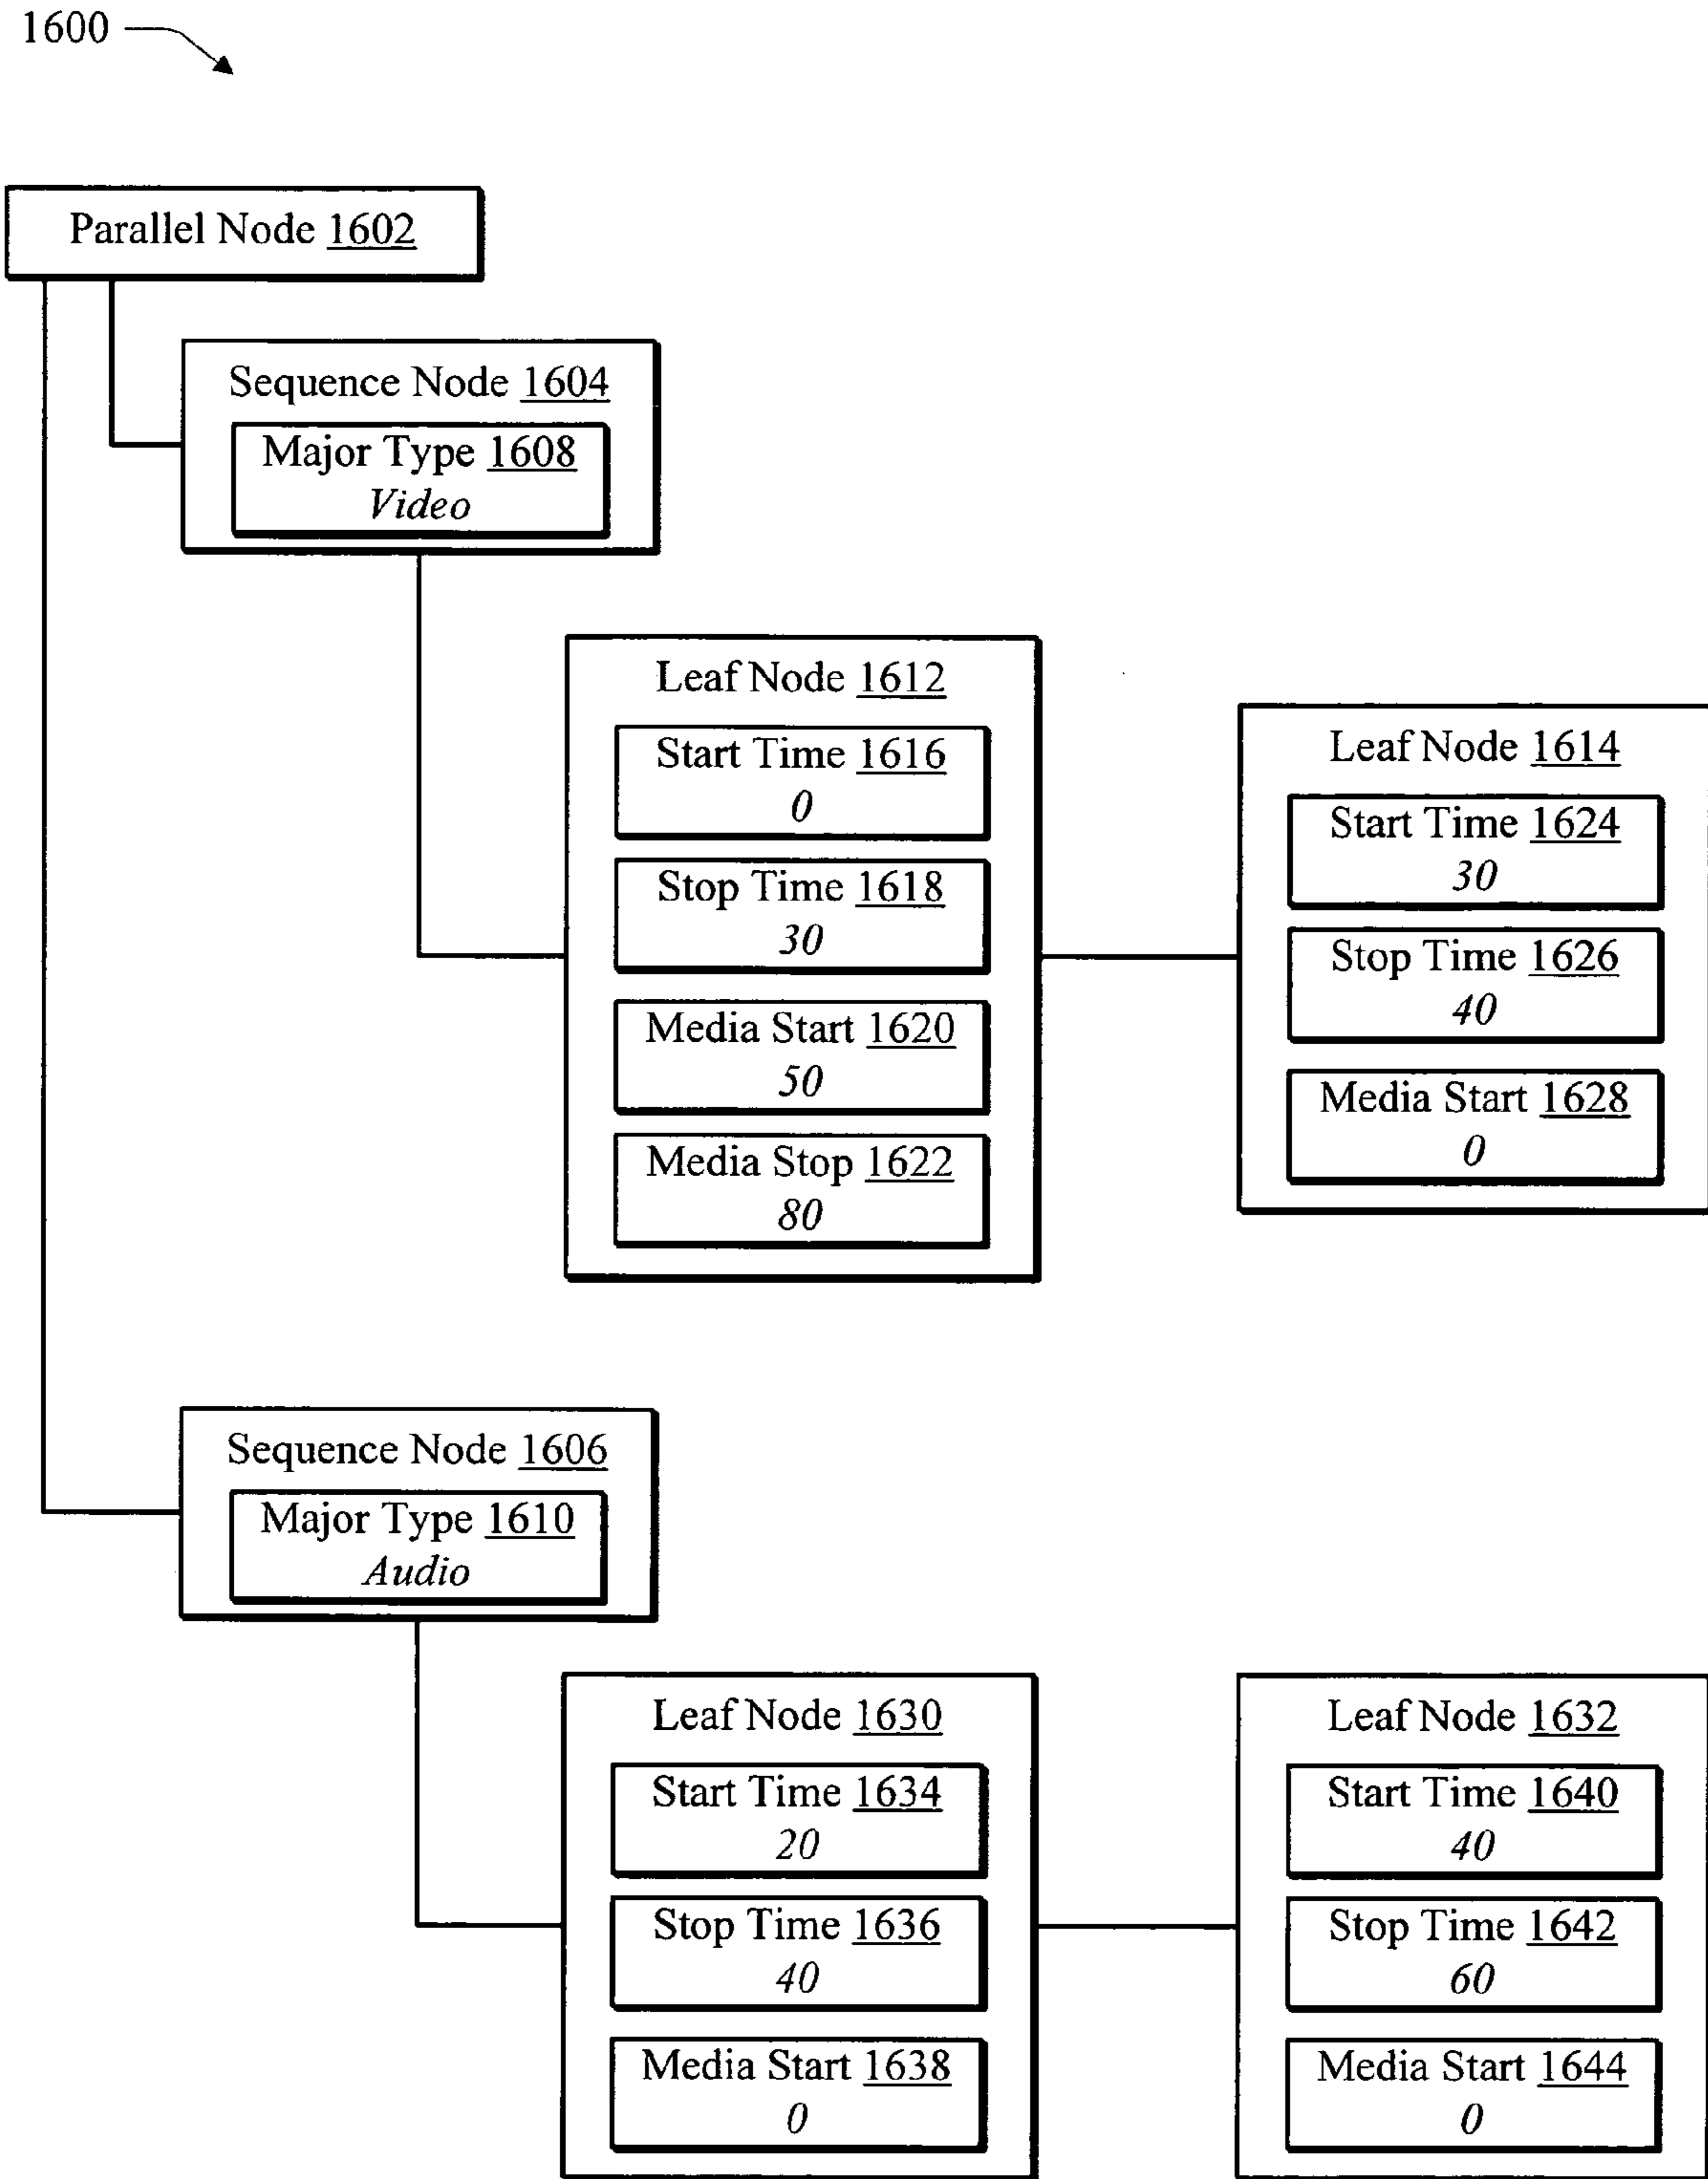 1600
Parallel Node 1602
Sequence Node 1604
Major Type 1608
Video
Leaf Node 1612
Start Time 1616
0
Stop Time 1618
30
Media Start 1620
50
Media Stop 1622
80
Leaf Node 1614
Start Time 1624
30
Stop Time 1626
40
Media Start 1628
0
Sequence Node 1606
Major Type 1610
Audio
Leaf Node 1630
Start Time 1634
20
Stop Time 1636
40
Media Start 1638
0
Leaf Node 1632
Start Time 1640
40
Stop Time 1642
60
Media Start 1644
0